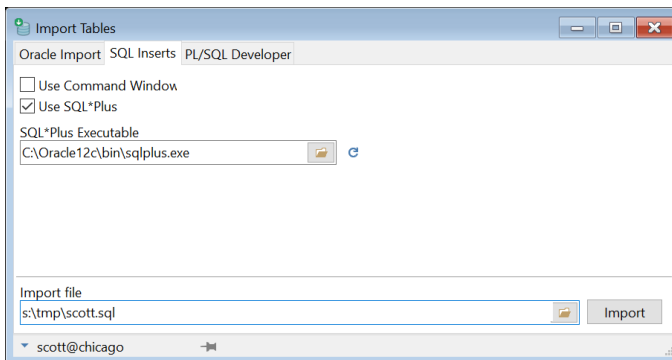 Import Tables
Oracle Import SQL Inserts PL/SQL Developer
Use Command Window
Use SQL*Plus
SQL*Plus Executable
C:\Oracle12c\bin\sqlplus.exe
Import file
s:\tmp\scott.sql
Import
scott@chicago